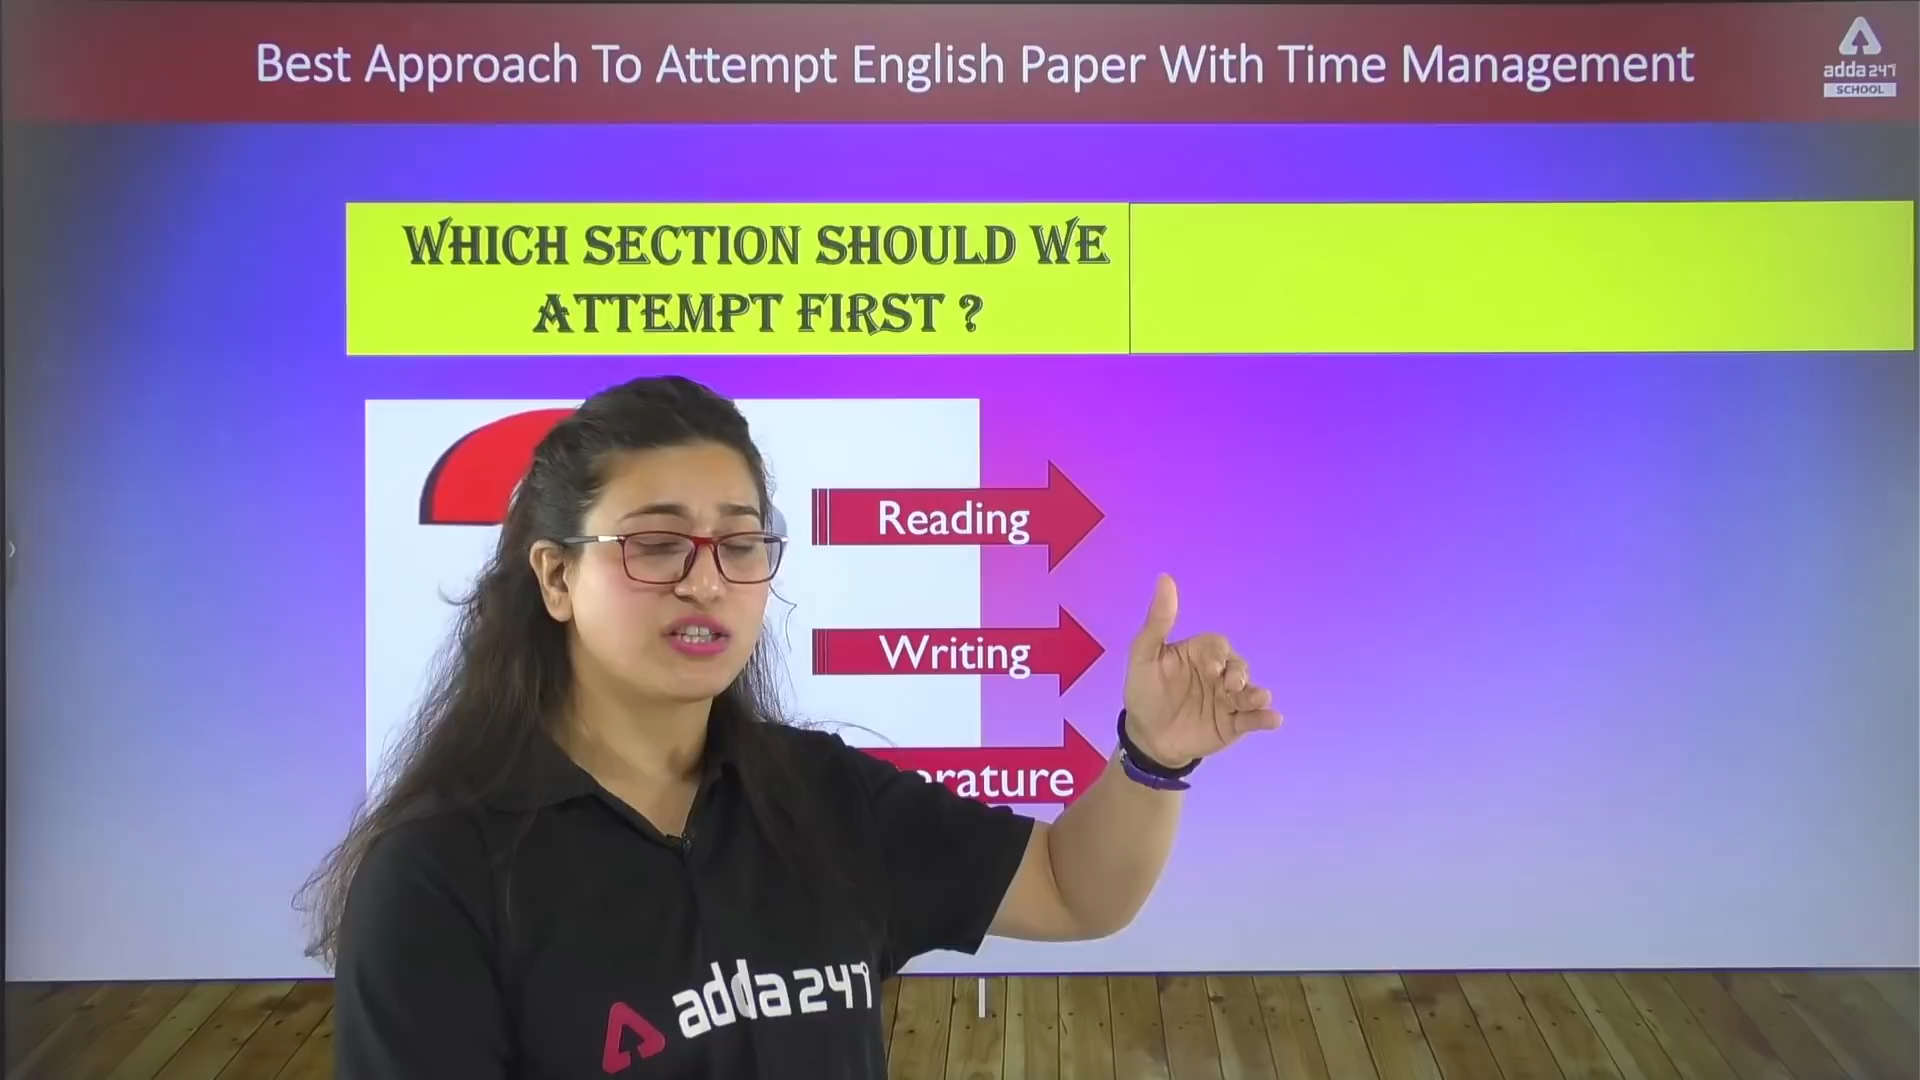 Best Approach To Attempt English Paper With Time Management
adda247
SCHOOL
WHICH SECTION SHOULD WE
ATTEMPT FIRST ?
Reading
Writing
adda247